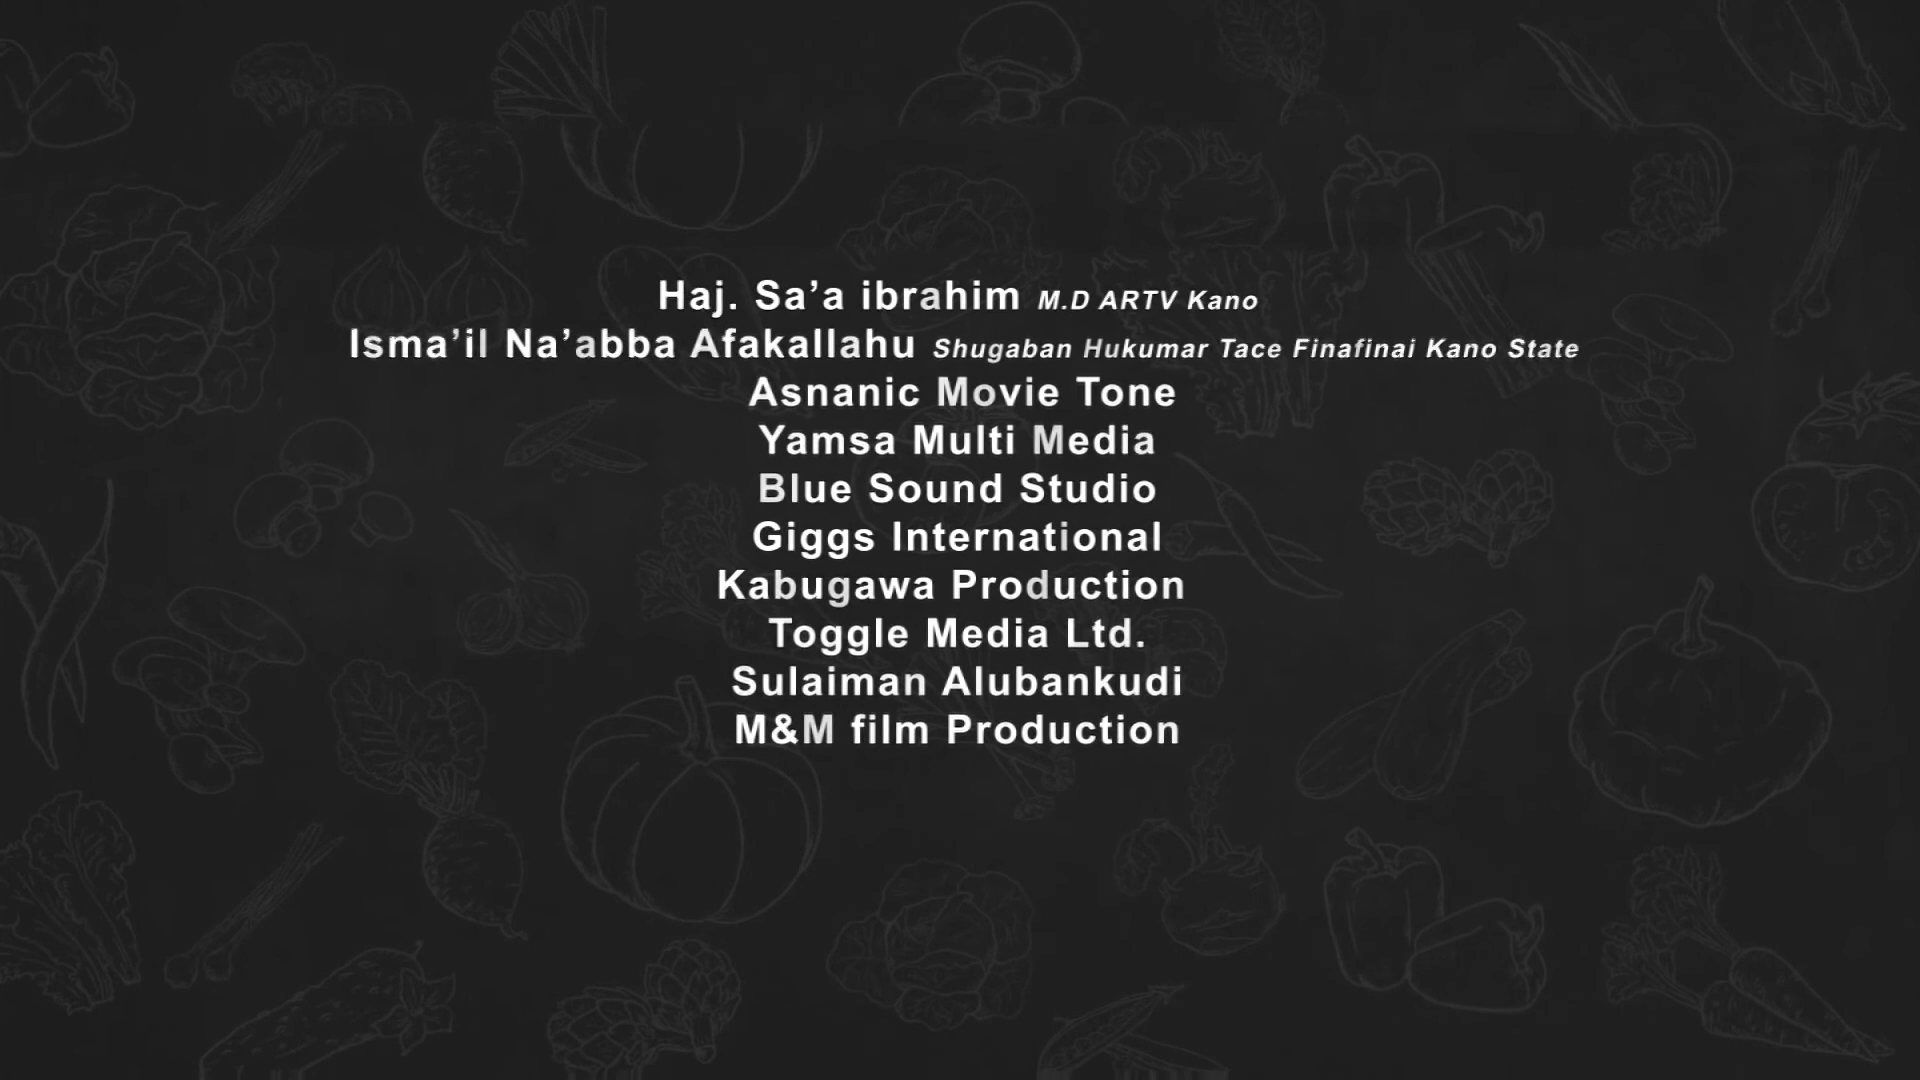 Haj. Sa’a ibrahim M.D ARTV Kano
Isma’il Na’abba Afakallahu Shugaban Hukumar Tace Finafinai Kano State
Asnanic Movie Tone
Yamsa Multi Media
Blue Sound Studio
Giggs International
Kabugawa Production
Toggle Media Ltd.
Sulaiman Alubankudi
M&M film Production